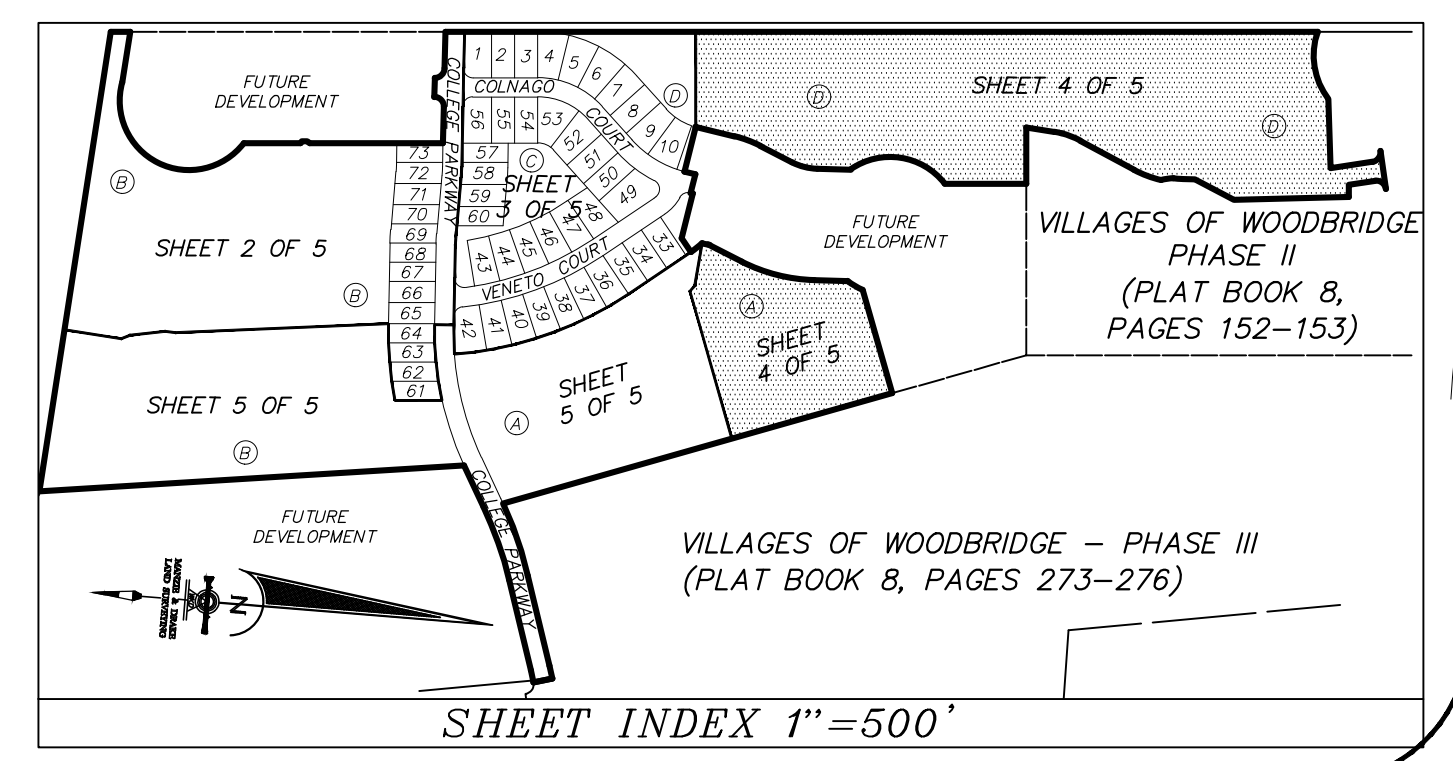 FUTURE
DEVELOPMENT
COLLEGE PARKWAY
1 2 3 4 5 6 7 8 9 10
COLNAGO
COURT
D
D
SHEET 4 OF 5
D
56 55 54 53 52 51 50 49 48 47 46 45 44 43
73
72
71
70
69
68
67
66
65
64
63
62
61
57
58
59
60
C
SHEET
3 OF 5
B
SHEET 2 OF 5
B
VENETO COURT
42 41 40 39 38 37 36 35 34 33
FUTURE
DEVELOPMENT
VILLAGES OF WOODBRIDGE
PHASE II
(PLAT BOOK 8,
PAGES 152-153)
A
SHEET
4 OF 5
SHEET 5 OF 5
B
SHEET
5 OF 5
A
COLLEGE PARKWAY
FUTURE
DEVELOPMENT
VILLAGES OF WOODBRIDGE - PHASE III
(PLAT BOOK 8, PAGES 273-276)
N
MANZIE & DRAKE
LAND SURVEYING
SHEET INDEX 1"=500'